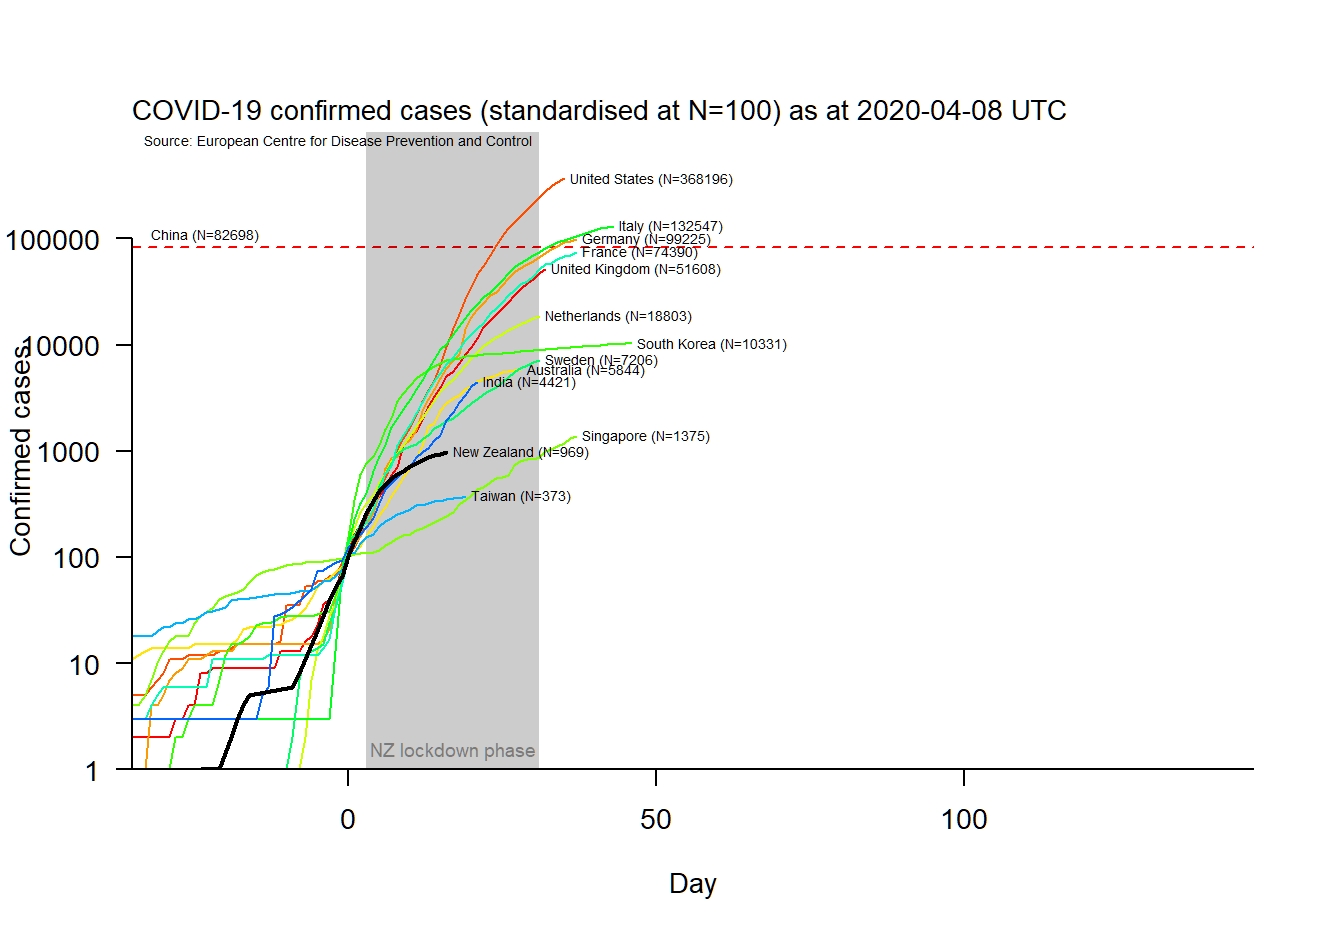 COVID-19 confirmed cases (standardised at N=100) as at 2020-04-08 UTC
Source: European Centre for Disease Prevention and Control
United States (N=368196)
Italy (N=132547)
China (N=82698)
Germany (N=99225)
France (N=74390)
United Kingdom (N=51608)
Netherlands (N=18803)
South Korea (N=10331)
Sweden (N=7206)
Australia (N=5844)
India (N=4421)
Singapore (N=1375)
New Zealand (N=969)
Taiwan (N=373)
NZ lockdown phase
Confirmed cases
100000
10000
1000
100
10
1
0
50
100
Day